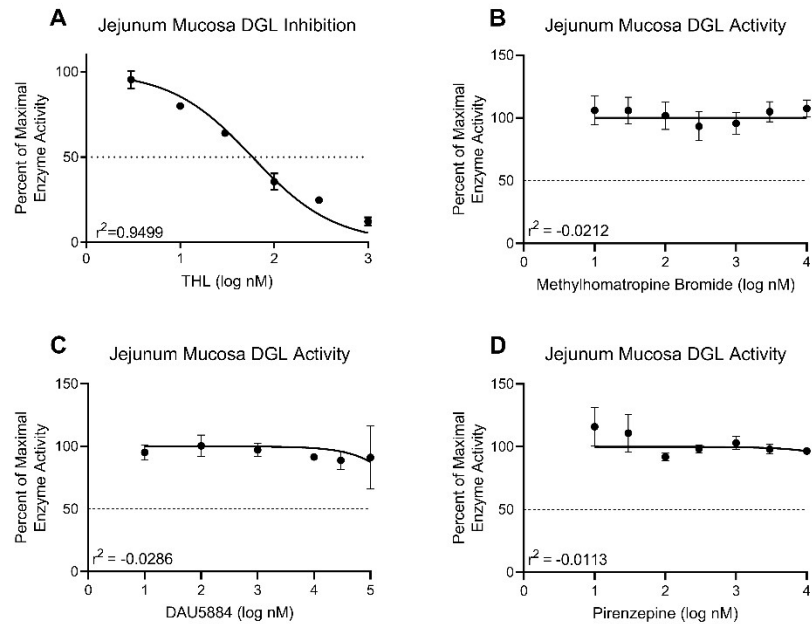 A
Jejunum Mucosa DGL Inhibition
Percent of Maximal
Enzyme Activity
100
50
0
r²=0.9499
0 1 2 3
THL (log nM)
B
Jejunum Mucosa DGL Activity
Percent of Maximal
Enzyme Activity
150
100
50
0
r² = -0.0212
0 1 2 3 4
Methylhomatropine Bromide (log nM)
C
Jejunum Mucosa DGL Activity
Percent of Maximal
Enzyme Activity
150
100
50
0
r² = -0.0286
0 1 2 3 4 5
DAU5884 (log nM)
D
Jejunum Mucosa DGL Activity
Percent of Maximal
Enzyme Activity
150
100
50
0
r² = -0.0113
0 1 2 3 4
Pirenzepine (log nM)